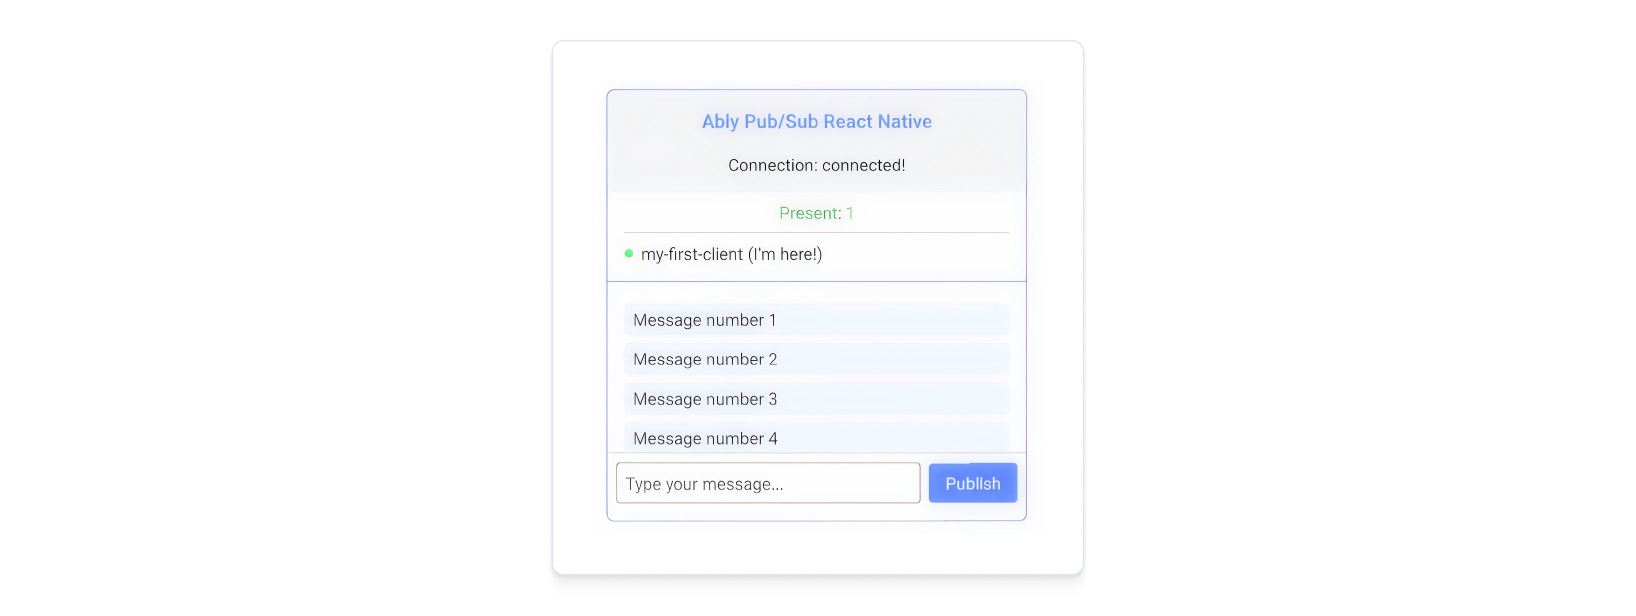 Ably Pub/Sub React Native
Connection: connected!
Present: 1
my-first-client (I'm here!)
Message number 1
Message number 2
Message number 3
Message number 4
Type your message...
Publlsh